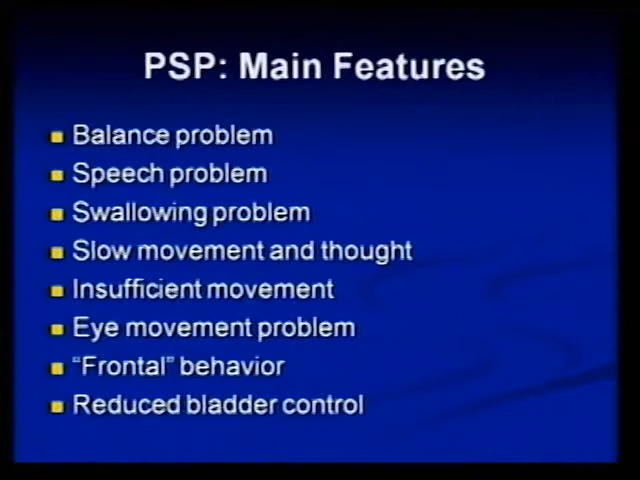 PSP: Main Features
Balance problem
Speech problem
Swallowing problem
Slow movement and thought
Insufficient movement
Eye movement problem
“Frontal” behavior
Reduced bladder control